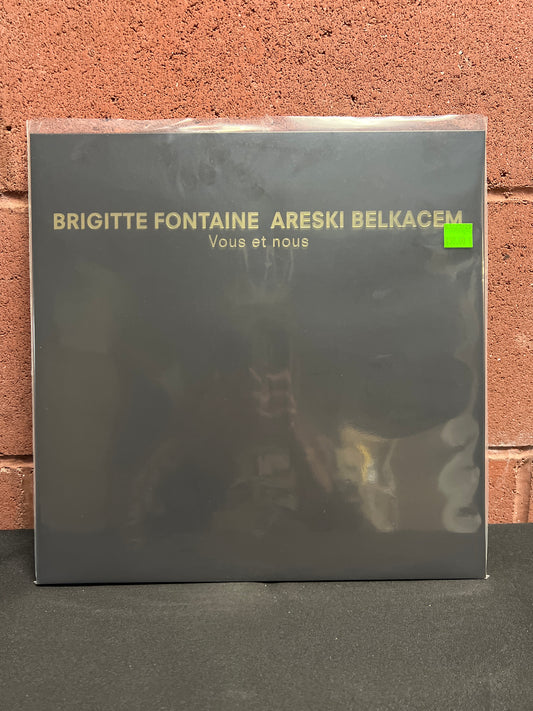 BRIGITTE FONTAINE ARESKI BELKACEM
Vous et nous